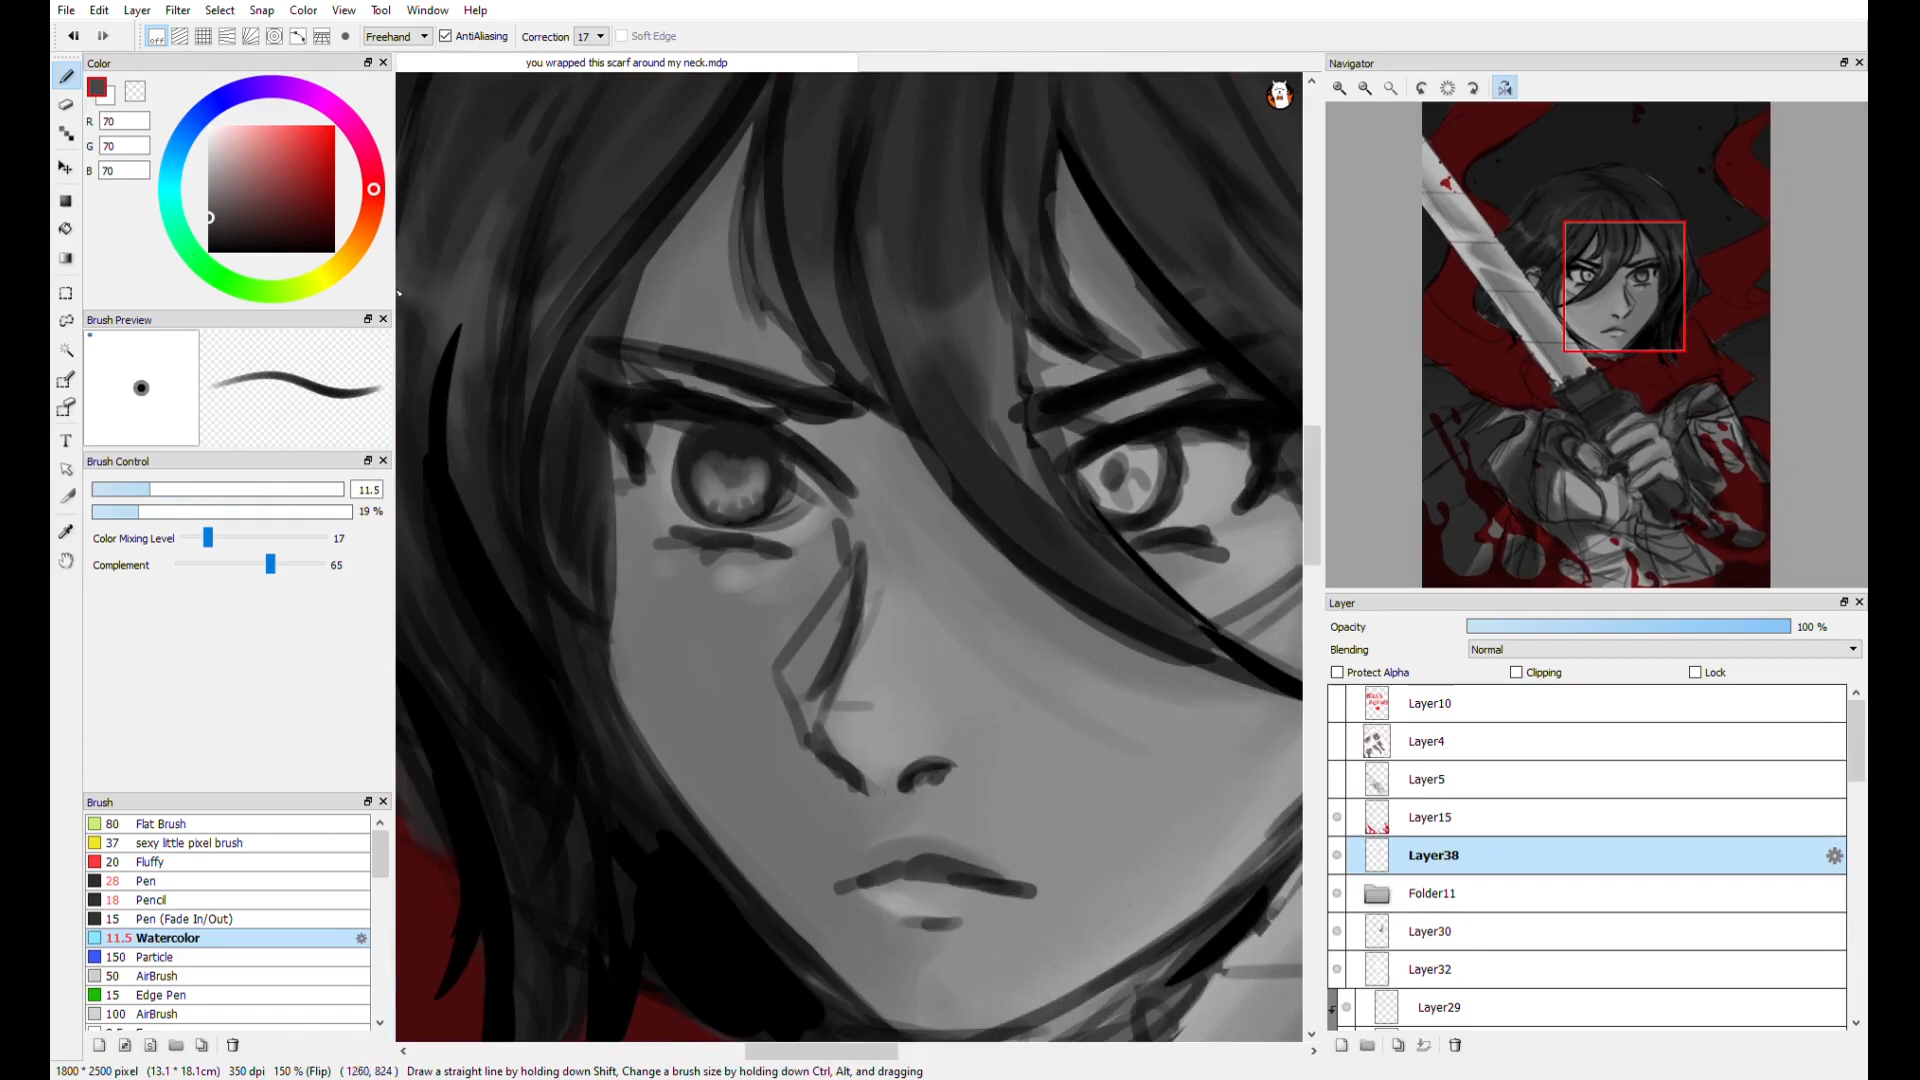 File Edit Layer Filter Select Snap Color View Tool Window Help
off Freehand AntiAliasing Correction 17 Soft Edge
Color
you wrapped this scarf around my neck.mdp
Navigator
R 70
G 70
B 70
Brush Preview
Brush Control
11.5
19 %
Color Mixing Level 17
Complement 65
Layer
Opacity 100 %
Blending Normal
Protect Alpha Clipping Lock
Layer10
Layer4
Layer5
Layer15
Layer38
Folder11
Layer30
Layer32
Layer29
Brush
80 Flat Brush
37 sexy little pixel brush
20 Fluffy
28 Pen
18 Pencil
15 Pen (Fade In/Out)
11.5 Watercolor
150 Particle
50 AirBrush
15 Edge Pen
100 AirBrush
1800 * 2500 pixel (13.1 * 18.1cm) 350 dpi 150 % (Flip) ( 1260, 824 ) Draw a straight line by holding down Shift, Change a brush size by holding down Ctrl, Alt, and dragging